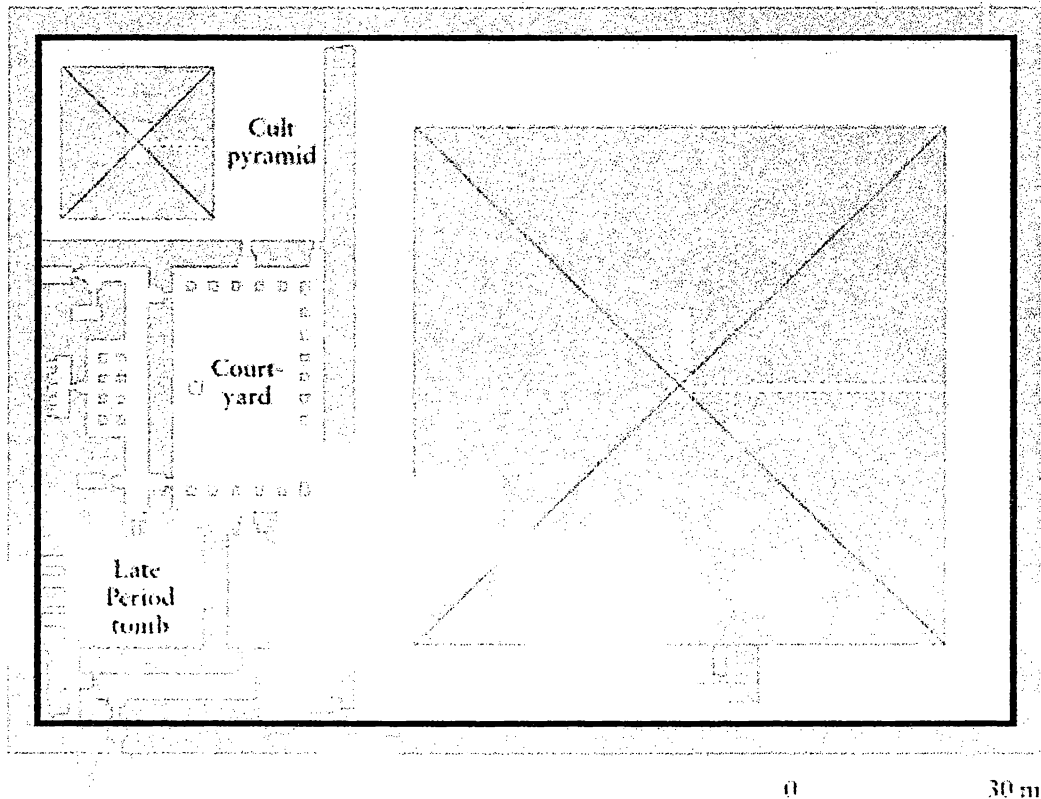 Cult
pyramid
Court-
yard
Late
Period
tomb
0 30 m